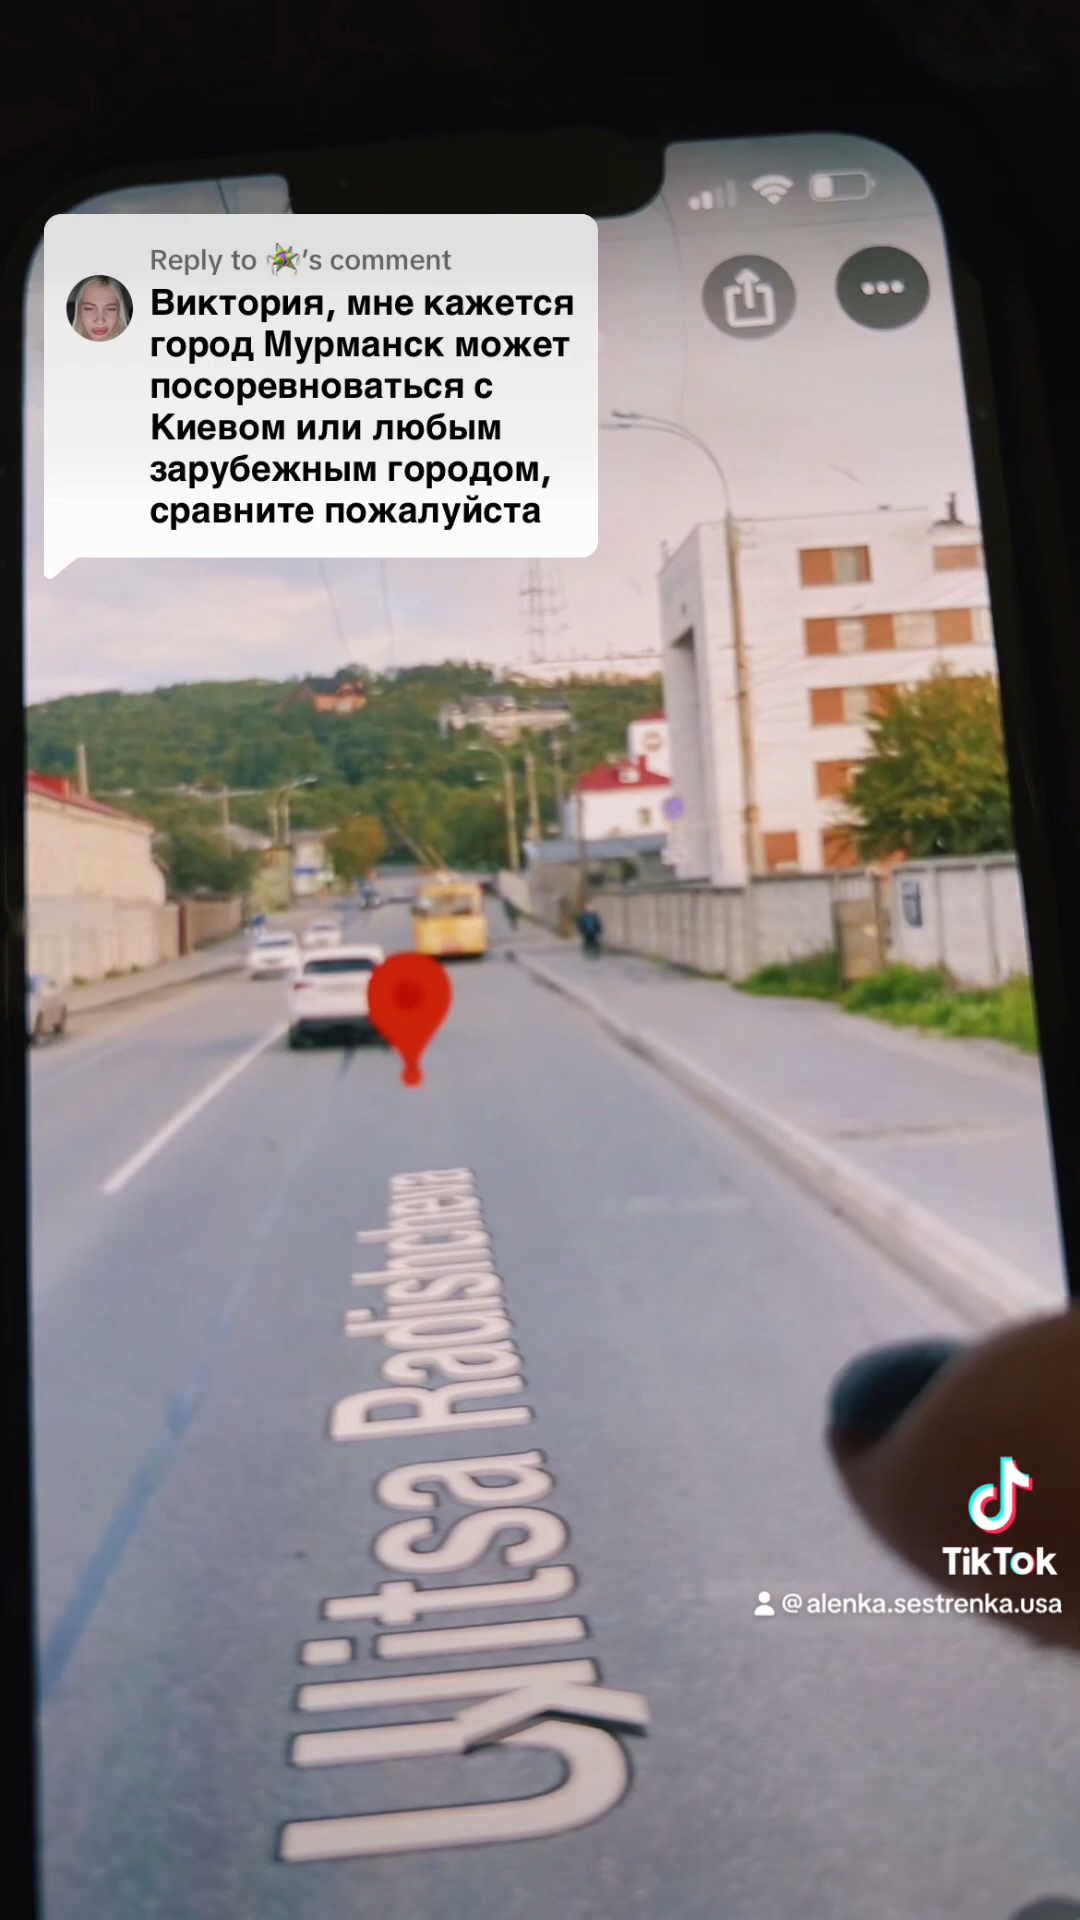 Reply to 's comment
Виктория, мне кажется
город Мурманск может
посоревноваться с
Киевом или любым
зарубежным городом,
сравните пожалуйста
Ulitsa Radishcheva
TikTok
@alenka.sestrenka.usa